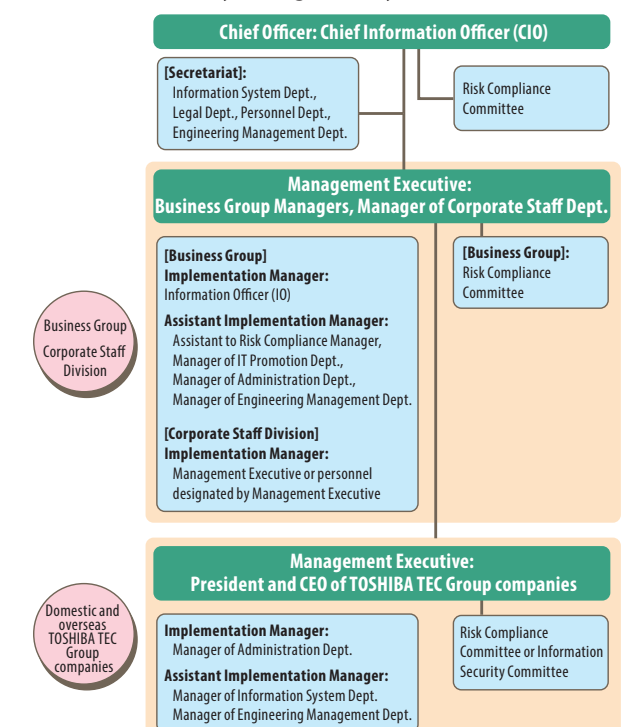 Chief Officer: Chief Information Officer (CIO)
[Secretariat]:
Information System Dept.,
Legal Dept., Personnel Dept.,
Engineering Management Dept.
Risk Compliance
Committee
Management Executive:
Business Group Managers, Manager of Corporate Staff Dept.
[Business Group]
Implementation Manager:
Information Officer (IO)
Assistant Implementation Manager:
Assistant to Risk Compliance Manager,
Manager of IT Promotion Dept.,
Manager of Administration Dept.,
Manager of Engineering Management Dept.
[Corporate Staff Division]
Implementation Manager:
Management Executive or personnel
designated by Management Executive
[Business Group]:
Risk Compliance
Committee
Business Group
Corporate Staff
Division
Management Executive:
President and CEO of TOSHIBA TEC Group companies
Domestic and
overseas
TOSHIBA TEC
Group
companies
Implementation Manager:
Manager of Administration Dept.
Assistant Implementation Manager:
Manager of Information System Dept.
Manager of Engineering Management Dept.
Risk Compliance
Committee or Information
Security Committee